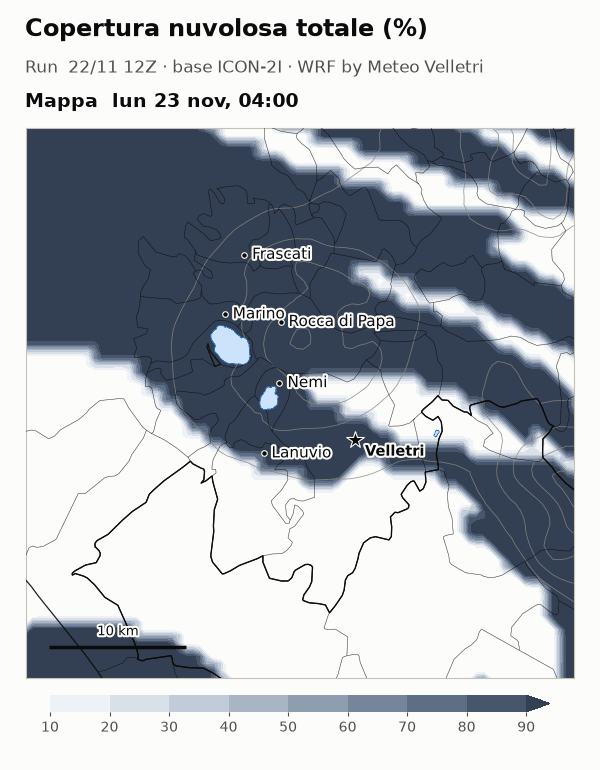 Copertura nuvolosa totale (%)
Run  22/11 12Z · base ICON-2I · WRF by Meteo Velletri
Mappa  lun 23 nov, 04:00
Frascati
Marino
Rocca di Papa
Nemi
Velletri
Lanuvio
10 km
10 20 30 40 50 60 70 80 90